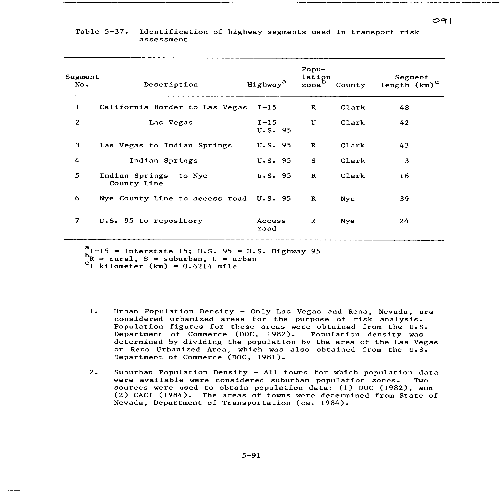 091
Table 5-37. Identification of highway segments used in transport risk
assessment
Segment No. Description Highway^a Popu-lation zone^b County Segment length (km)^c
1 California Border to Las Vegas I-15 R Clark 48
2 Las Vegas I-15 U Clark 42
U.S. 95
3 Las Vegas to Indian Springs U.S. 95 R Clark
4 Indian Springs U.S. 95 S Clark 3
5 Indian Springs to Nye U.S. 95 R Clark 16
County Line
6 Nye County Line to access road U.S. 95 R Nye
7 U.S. 95 to repository Access R Nye 24
road
^a I-15 = Interstate 15; U.S. 95 = U.S. Highway 95
^b R = rural, S = suburban, U = urban
^c 1 kilometer (km) = 0.6214 mile
1. Urban Population Density - Only Las Vegas and Reno, Nevada, are
considered urbanized areas for the purpose of risk analysis.
Population figures for these areas were obtained from the U.S.
Department of Commerce (DOC, 1982). Population density was
determined by dividing the population by the area of the Las Vegas
or Reno Urbanized Area, which was also obtained from the U.S.
Department of Commerce (DOC, 1981).
2. Suburban Population Density - All towns for which population data
were available were considered suburban population zones. Two
sources were used to obtain population data: (1) DOC (1982), and
(2) CACI (1984). The areas of towns were determined from State of
Nevada, Department of Transportation (ca. 1984).
5-91